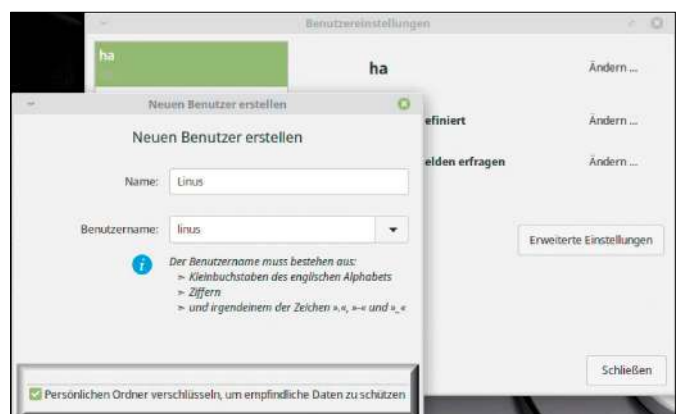 Benutzereinstellungen
ha
ha
Ändern ...
efiniert
Ändern ...
elden erfragen
Ändern ...
Erweiterte Einstellungen
Schließen
Neuen Benutzer erstellen
Neuen Benutzer erstellen
Name: Linus
Benutzername: linus
Der Benutzername muss bestehen aus:
➣ Kleinbuchstaben des englischen Alphabets
➣ Ziffern
➣ und irgendeinem der Zeichen ».«, »-« und »_«
Persönlichen Ordner verschlüsseln, um empfindliche Daten zu schützen